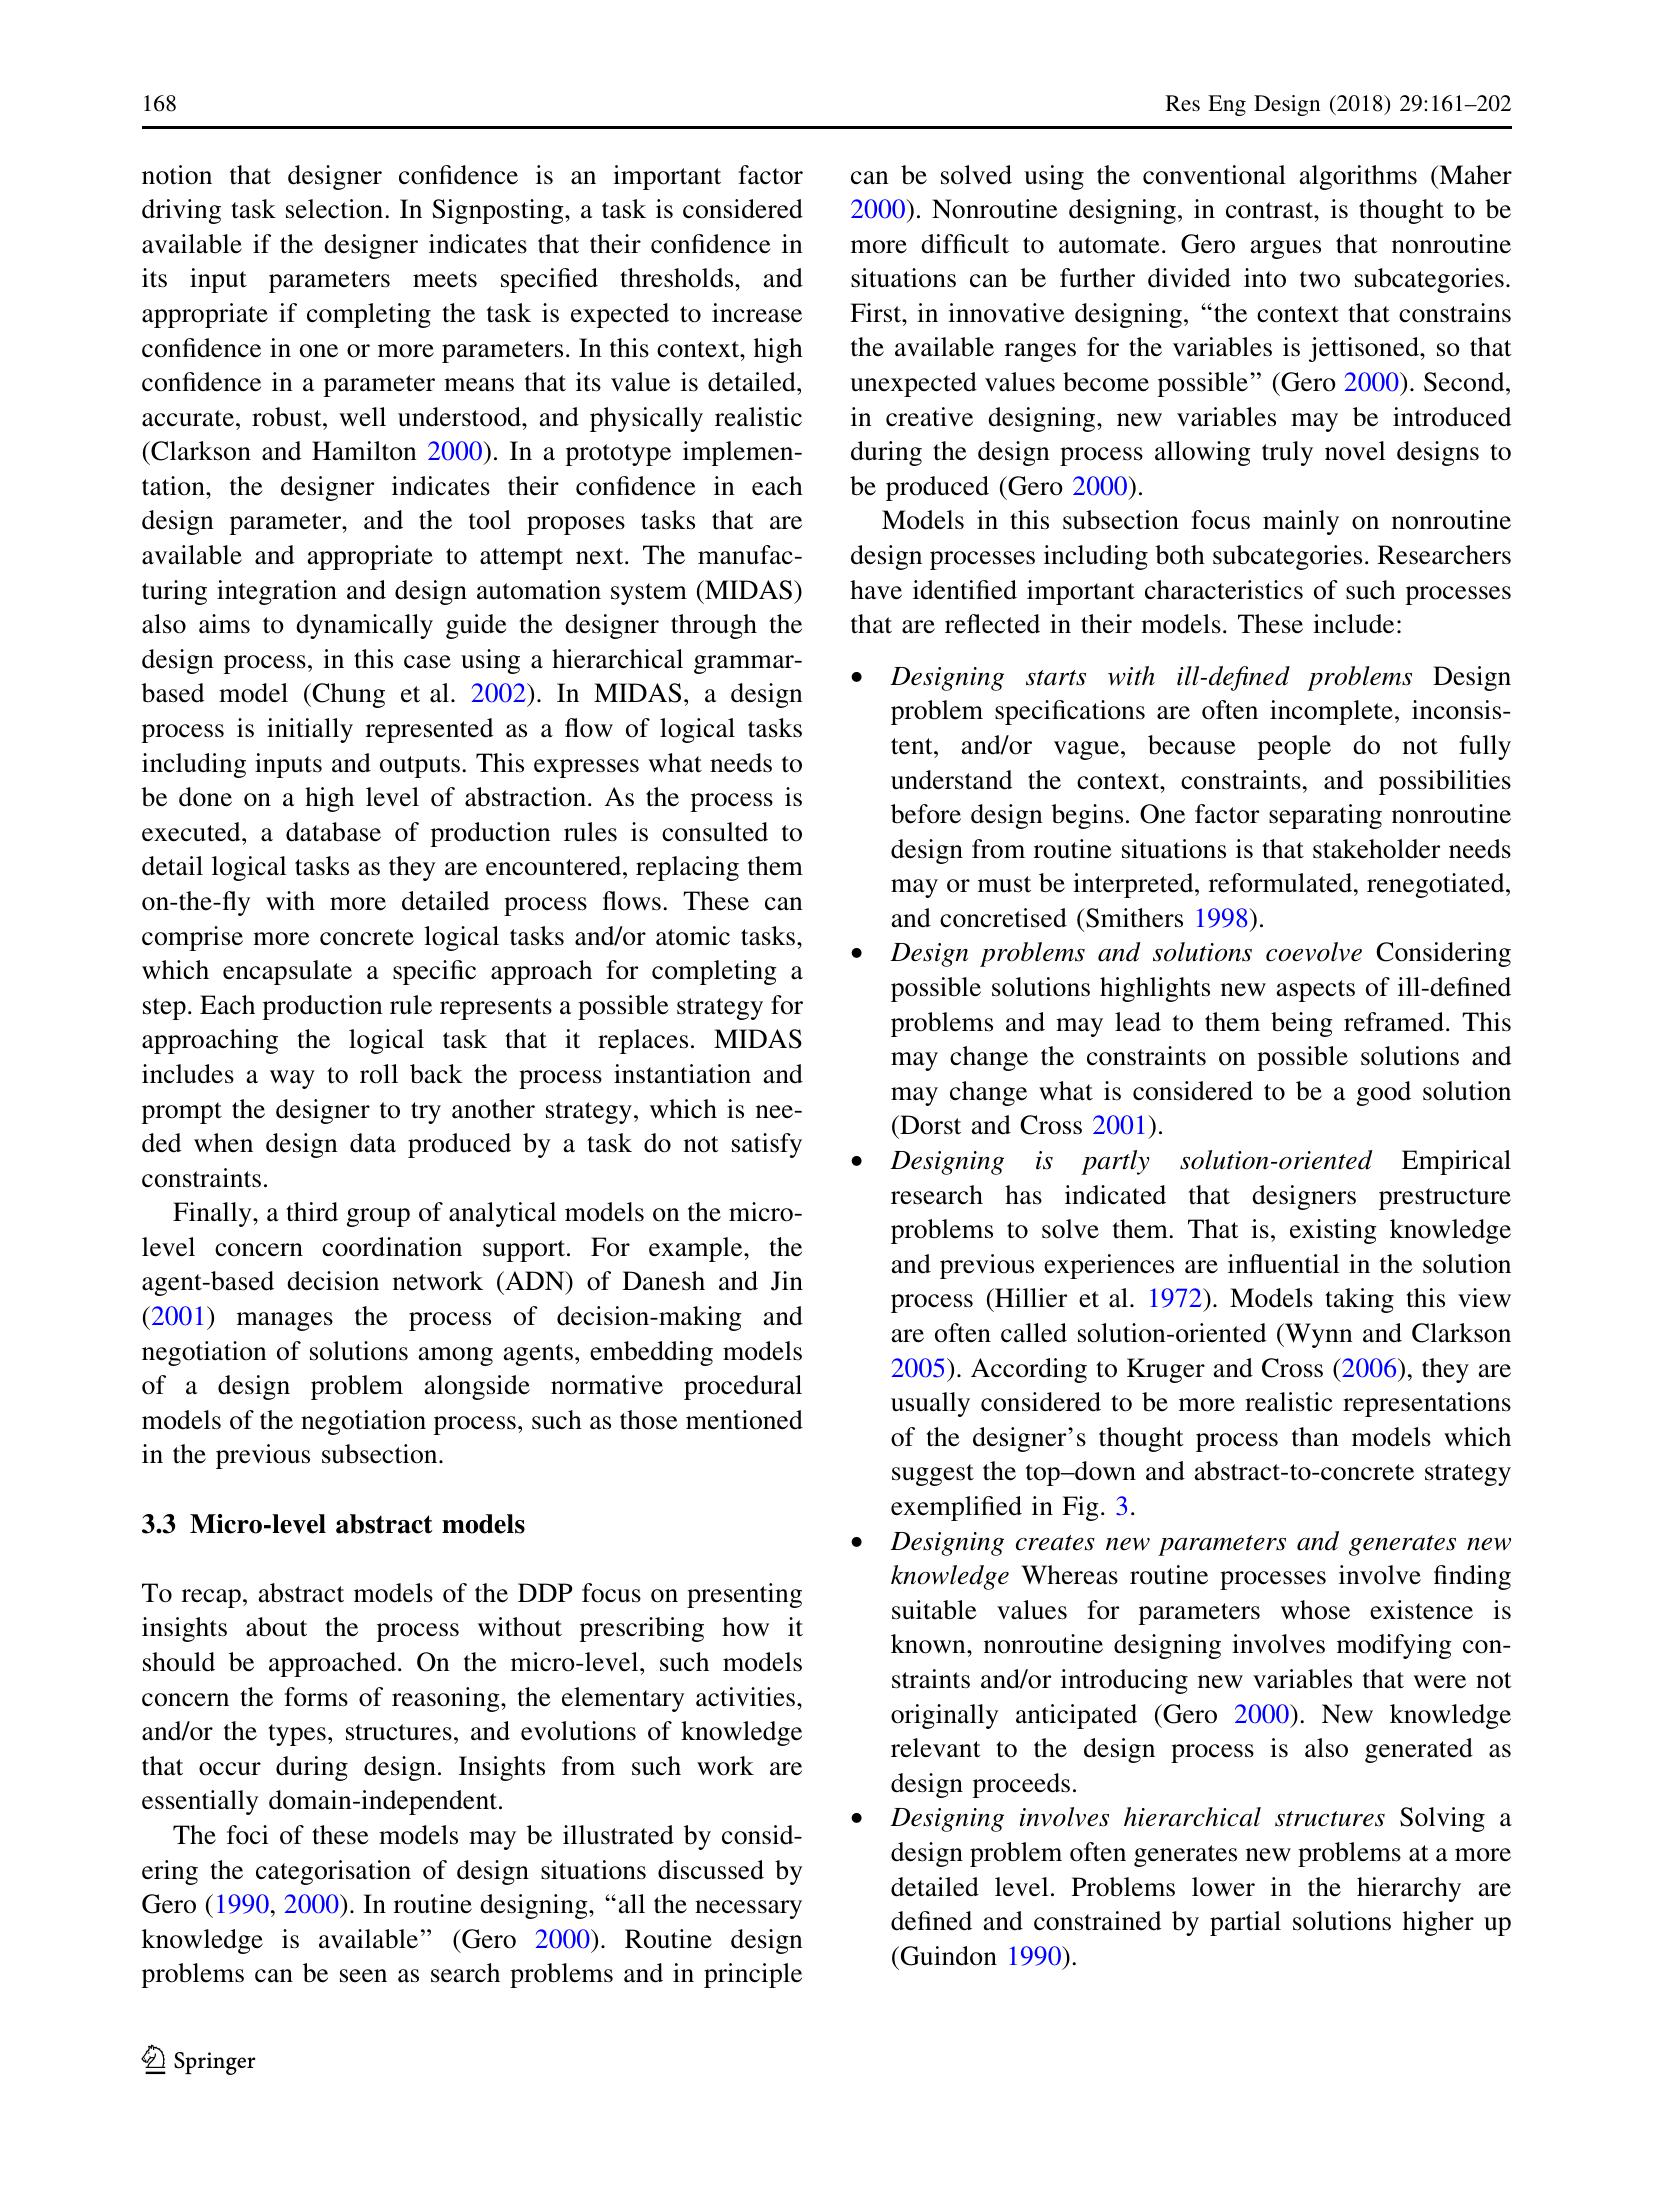 168
Res Eng Design (2018) 29:161–202
notion that designer confidence is an important factor
driving task selection. In Signposting, a task is considered
available if the designer indicates that their confidence in
its input parameters meets specified thresholds, and
appropriate if completing the task is expected to increase
confidence in one or more parameters. In this context, high
confidence in a parameter means that its value is detailed,
accurate, robust, well understood, and physically realistic
(Clarkson and Hamilton 2000). In a prototype implemen-
tation, the designer indicates their confidence in each
design parameter, and the tool proposes tasks that are
available and appropriate to attempt next. The manufac-
turing integration and design automation system (MIDAS)
also aims to dynamically guide the designer through the
design process, in this case using a hierarchical grammar-
based model (Chung et al. 2002). In MIDAS, a design
process is initially represented as a flow of logical tasks
including inputs and outputs. This expresses what needs to
be done on a high level of abstraction. As the process is
executed, a database of production rules is consulted to
detail logical tasks as they are encountered, replacing them
on-the-fly with more detailed process flows. These can
comprise more concrete logical tasks and/or atomic tasks,
which encapsulate a specific approach for completing a
step. Each production rule represents a possible strategy for
approaching the logical task that it replaces. MIDAS
includes a way to roll back the process instantiation and
prompt the designer to try another strategy, which is nee-
ded when design data produced by a task do not satisfy
constraints.
Finally, a third group of analytical models on the micro-
level concern coordination support. For example, the
agent-based decision network (ADN) of Danesh and Jin
(2001) manages the process of decision-making and
negotiation of solutions among agents, embedding models
of a design problem alongside normative procedural
models of the negotiation process, such as those mentioned
in the previous subsection.
3.3 Micro-level abstract models
To recap, abstract models of the DDP focus on presenting
insights about the process without prescribing how it
should be approached. On the micro-level, such models
concern the forms of reasoning, the elementary activities,
and/or the types, structures, and evolutions of knowledge
that occur during design. Insights from such work are
essentially domain-independent.
The foci of these models may be illustrated by consid-
ering the categorisation of design situations discussed by
Gero (1990, 2000). In routine designing, “all the necessary
knowledge is available” (Gero 2000). Routine design
problems can be seen as search problems and in principle
can be solved using the conventional algorithms (Maher
2000). Nonroutine designing, in contrast, is thought to be
more difficult to automate. Gero argues that nonroutine
situations can be further divided into two subcategories.
First, in innovative designing, “the context that constrains
the available ranges for the variables is jettisoned, so that
unexpected values become possible” (Gero 2000). Second,
in creative designing, new variables may be introduced
during the design process allowing truly novel designs to
be produced (Gero 2000).
Models in this subsection focus mainly on nonroutine
design processes including both subcategories. Researchers
have identified important characteristics of such processes
that are reflected in their models. These include:
• Designing starts with ill-defined problems Design
problem specifications are often incomplete, inconsis-
tent, and/or vague, because people do not fully
understand the context, constraints, and possibilities
before design begins. One factor separating nonroutine
design from routine situations is that stakeholder needs
may or must be interpreted, reformulated, renegotiated,
and concretised (Smithers 1998).
• Design problems and solutions coevolve Considering
possible solutions highlights new aspects of ill-defined
problems and may lead to them being reframed. This
may change the constraints on possible solutions and
may change what is considered to be a good solution
(Dorst and Cross 2001).
• Designing is partly solution-oriented Empirical
research has indicated that designers prestructure
problems to solve them. That is, existing knowledge
and previous experiences are influential in the solution
process (Hillier et al. 1972). Models taking this view
are often called solution-oriented (Wynn and Clarkson
2005). According to Kruger and Cross (2006), they are
usually considered to be more realistic representations
of the designer’s thought process than models which
suggest the top–down and abstract-to-concrete strategy
exemplified in Fig. 3.
• Designing creates new parameters and generates new
knowledge Whereas routine processes involve finding
suitable values for parameters whose existence is
known, nonroutine designing involves modifying con-
straints and/or introducing new variables that were not
originally anticipated (Gero 2000). New knowledge
relevant to the design process is also generated as
design proceeds.
• Designing involves hierarchical structures Solving a
design problem often generates new problems at a more
detailed level. Problems lower in the hierarchy are
defined and constrained by partial solutions higher up
(Guindon 1990).
Springer